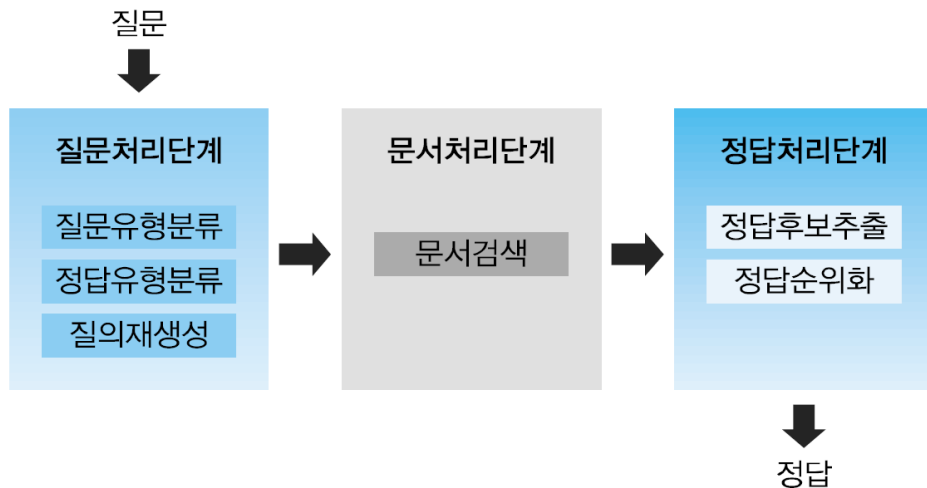 질문
질문처리단계
질문유형분류
정답유형분류
질의재생성
문서처리단계
문서검색
정답처리단계
정답후보추출
정답순위화
정답